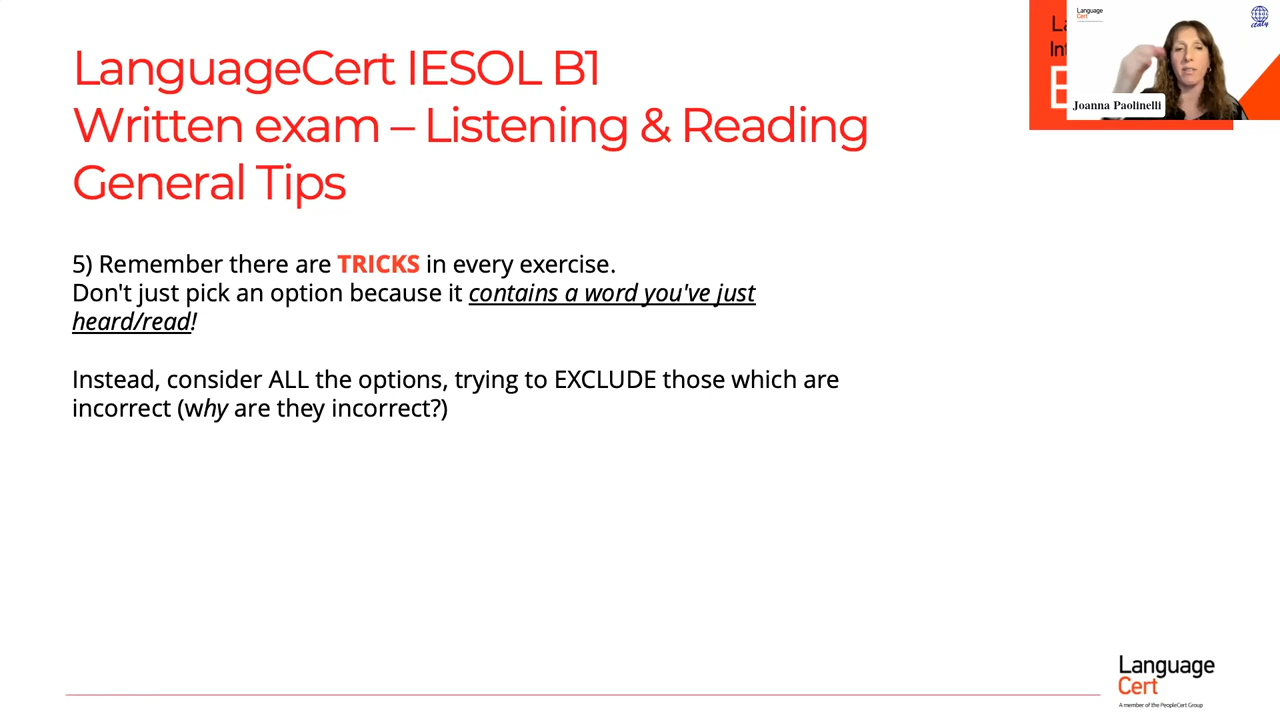 LanguageCert IESOL B1
Written exam – Listening & Reading
General Tips
5) Remember there are TRICKS in every exercise.
Don't just pick an option because it contains a word you've just
heard/read!
Instead, consider ALL the options, trying to EXCLUDE those which are
incorrect (why are they incorrect?)
Language
Cert
Joanna Paolinelli
Language
Cert
A member of the PeopleCert Group